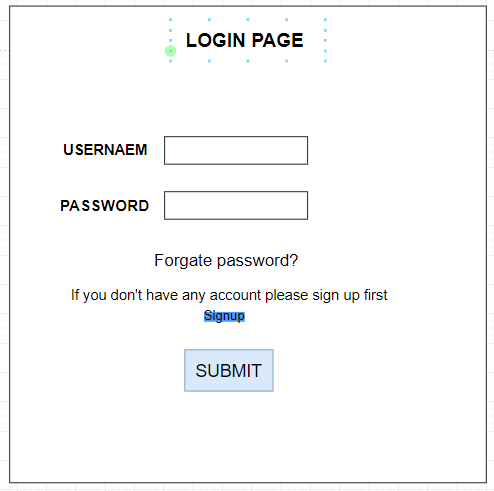 LOGIN PAGE
USERNAEM
PASSWORD
Forgate password?
If you don't have any account please sign up first
Signup
SUBMIT